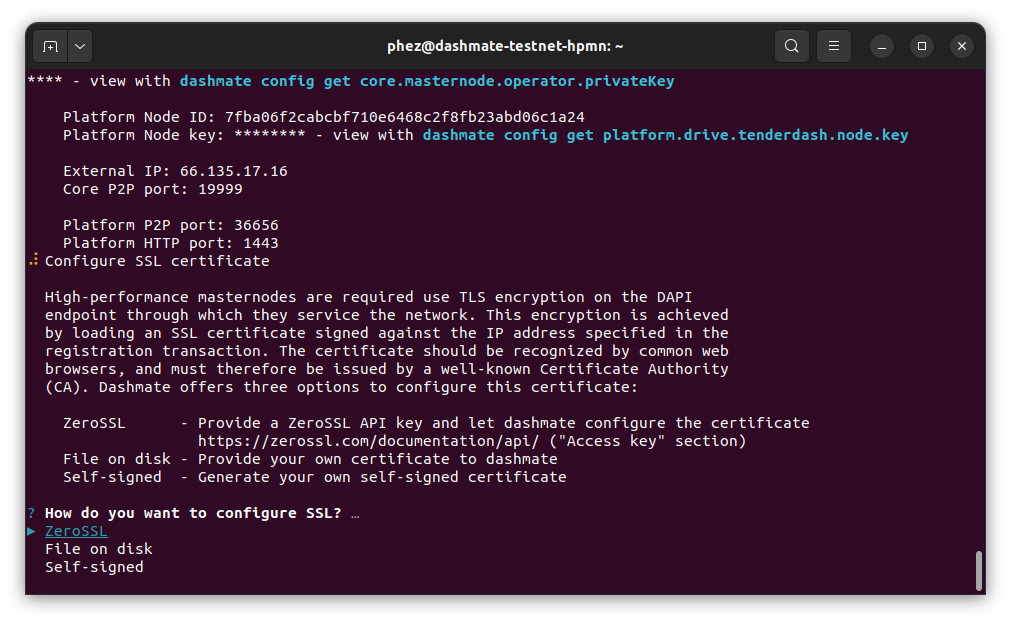 phez@dashmate-testnet-hpmn: ~
**** - view with dashmate config get core.masternode.operator.privateKey
Platform Node ID: 7fba06f2cabcbf710e6468c2f8fb23abd06c1a24
Platform Node key: ******** - view with dashmate config get platform.drive.tenderdash.node.key
External IP: 66.135.17.16
Core P2P port: 19999
Platform P2P port: 36656
Platform HTTP port: 1443
Configure SSL certificate
High-performance masternodes are required use TLS encryption on the DAPI
endpoint through which they service the network. This encryption is achieved
by loading an SSL certificate signed against the IP address specified in the
registration transaction. The certificate should be recognized by common web
browsers, and must therefore be issued by a well-known Certificate Authority
(CA). Dashmate offers three options to configure this certificate:
ZeroSSL - Provide a ZeroSSL API key and let dashmate configure the certificate
https://zerossl.com/documentation/api/ ("Access key" section)
File on disk - Provide your own certificate to dashmate
Self-signed - Generate your own self-signed certificate
? How do you want to configure SSL? …
▶ ZeroSSL
File on disk
Self-signed